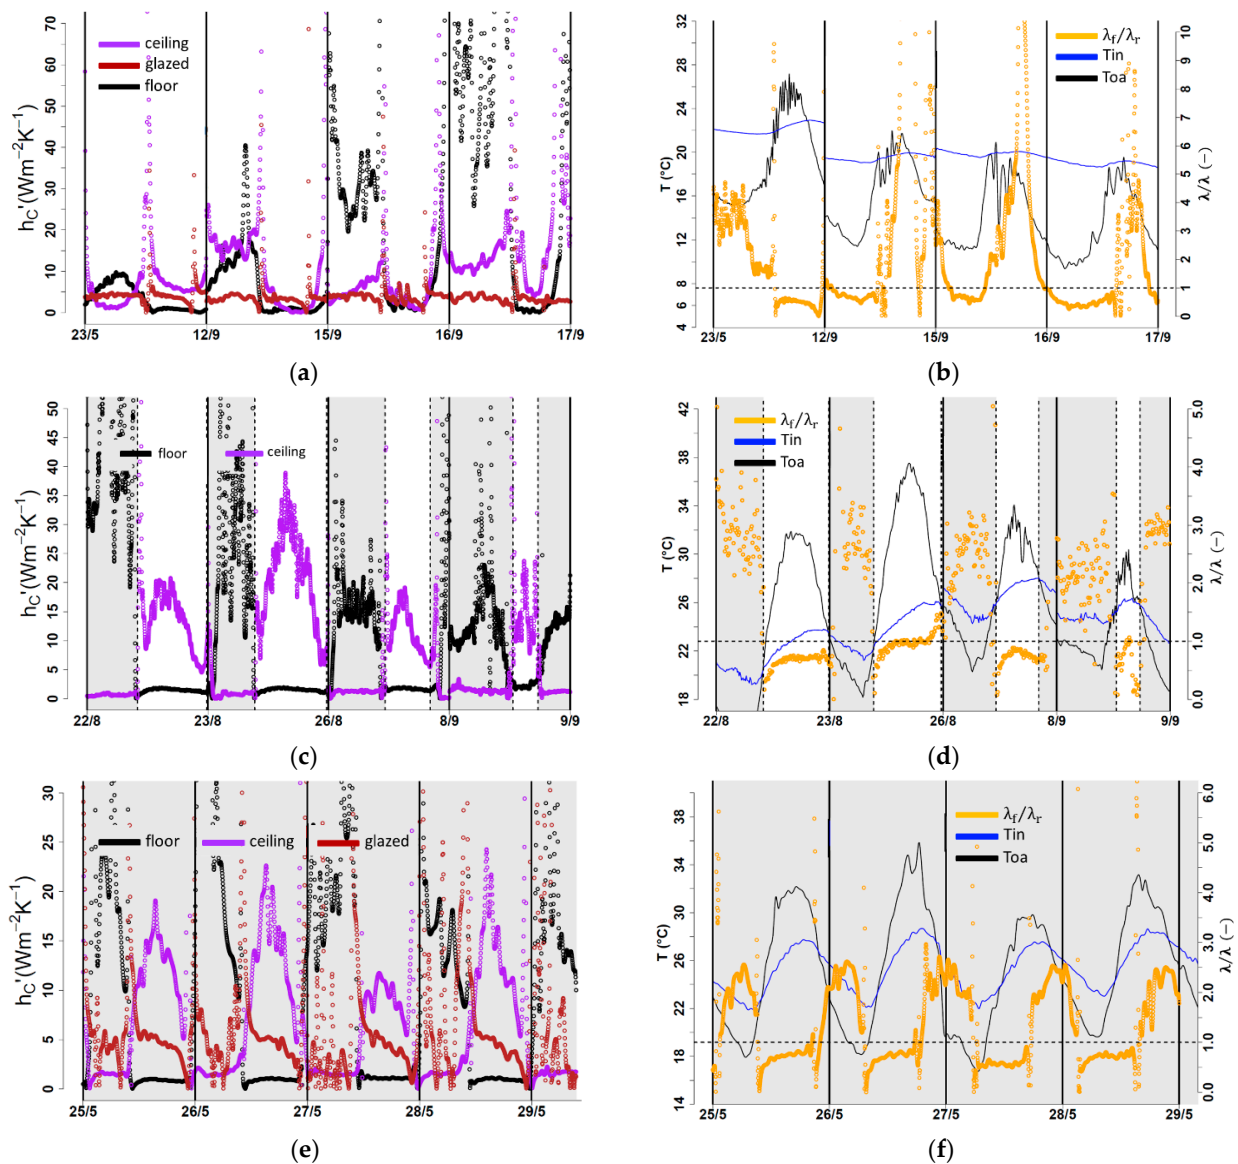 70
60
50
40
30
20
10
0
h_C'(Wm⁻²K⁻¹)
ceiling
glazed
floor
23/5 12/9 15/9 16/9 17/9
(a)
32
28
24
20
16
12
8
6
4
T (°C)
λf/λr
Tin
Toa
10
9
8
7
6
5
4
3
2
1
0
λ/λ (−)
23/5 12/9 15/9 16/9 17/9
(b)
50
45
40
35
30
25
20
15
10
5
0
h_C'(Wm⁻²K⁻¹)
floor ceiling
22/8 23/8 26/8 8/9 9/9
(c)
42
38
34
30
26
22
18
T (°C)
λf/λr
Tin
Toa
5.0
4.0
3.0
2.0
1.0
0.0
λ/λ (−)
22/8 23/8 26/8 8/9 9/9
(d)
30
25
20
15
10
5
0
h_C'(Wm⁻²K⁻¹)
floor ceiling glazed
25/5 26/5 27/5 28/5 29/5
(e)
38
34
30
26
22
18
14
T (°C)
λf/λr
Tin
Toa
6.0
5.0
4.0
3.0
2.0
1.0
0.0
λ/λ (−)
25/5 26/5 27/5 28/5 29/5
(f)